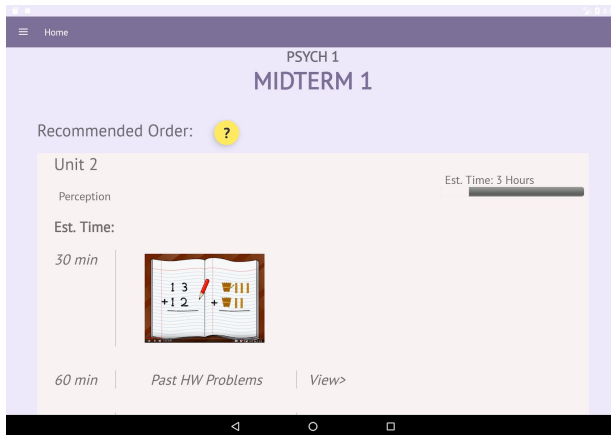 Home
PSYCH 1
MIDTERM 1
Recommended Order:
?
Unit 2
Est. Time: 3 Hours
Perception
Est. Time:
30 min
1 3
+1 2
+
60 min
Past HW Problems
View>